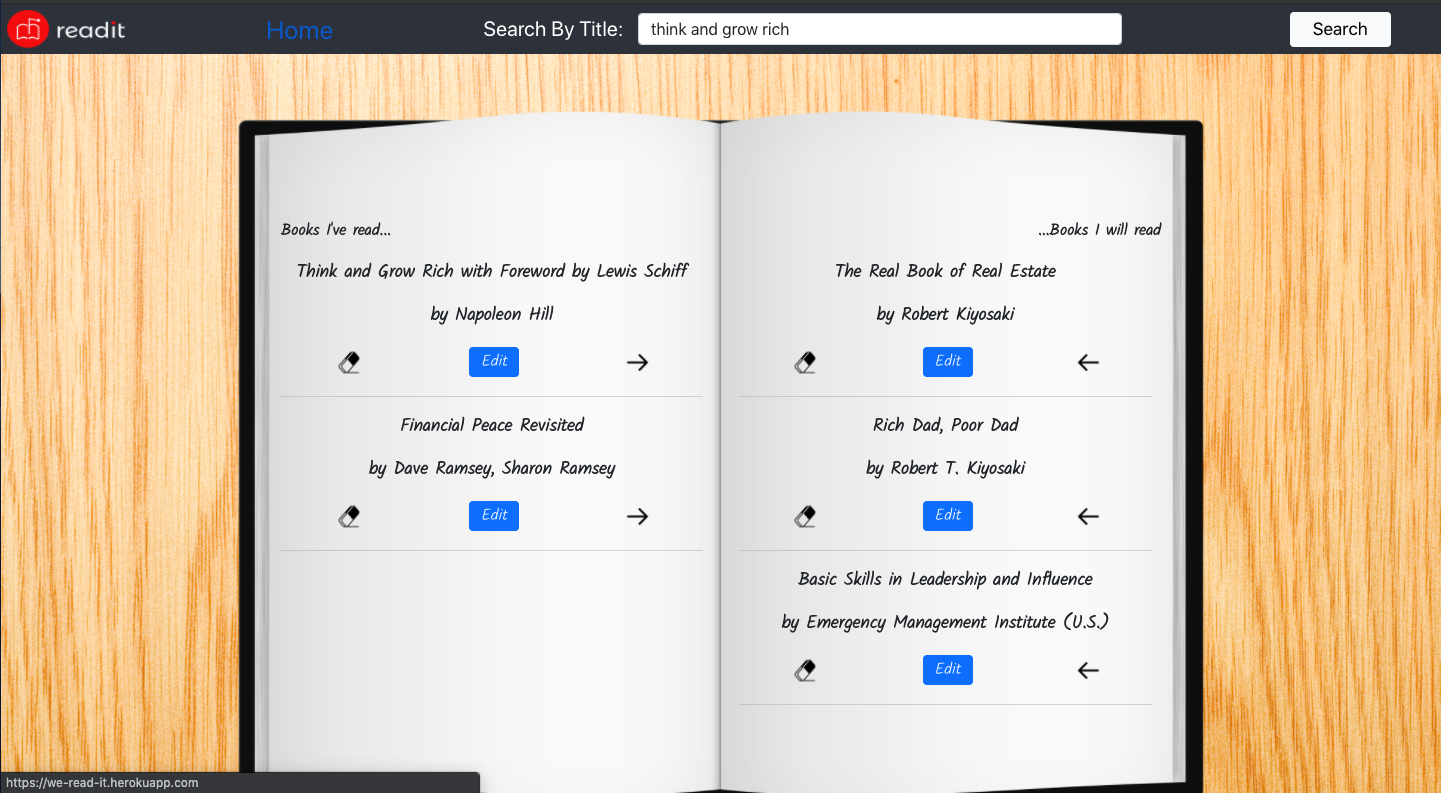 readit
Home
Search By Title:
think and grow rich
Search
Books I've read...
Think and Grow Rich with Foreword by Lewis Schiff
by Napoleon Hill
Edit
Financial Peace Revisited
by Dave Ramsey, Sharon Ramsey
Edit
...Books I will read
The Real Book of Real Estate
by Robert Kiyosaki
Edit
Rich Dad, Poor Dad
by Robert T. Kiyosaki
Edit
Basic Skills in Leadership and Influence
by Emergency Management Institute (U.S.)
Edit
https://we-read-it.herokuapp.com